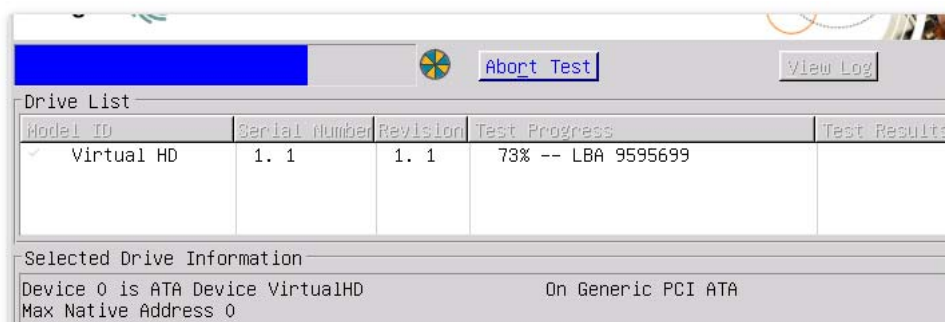 Abort Test View Log
Drive List
Model ID Serial Number Revision Test Progress Test Results
Virtual HD 1. 1 1. 1 73% -- LBA 9595699
Selected Drive Information
Device 0 is ATA Device VirtualHD On Generic PCI ATA
Max Native Address 0